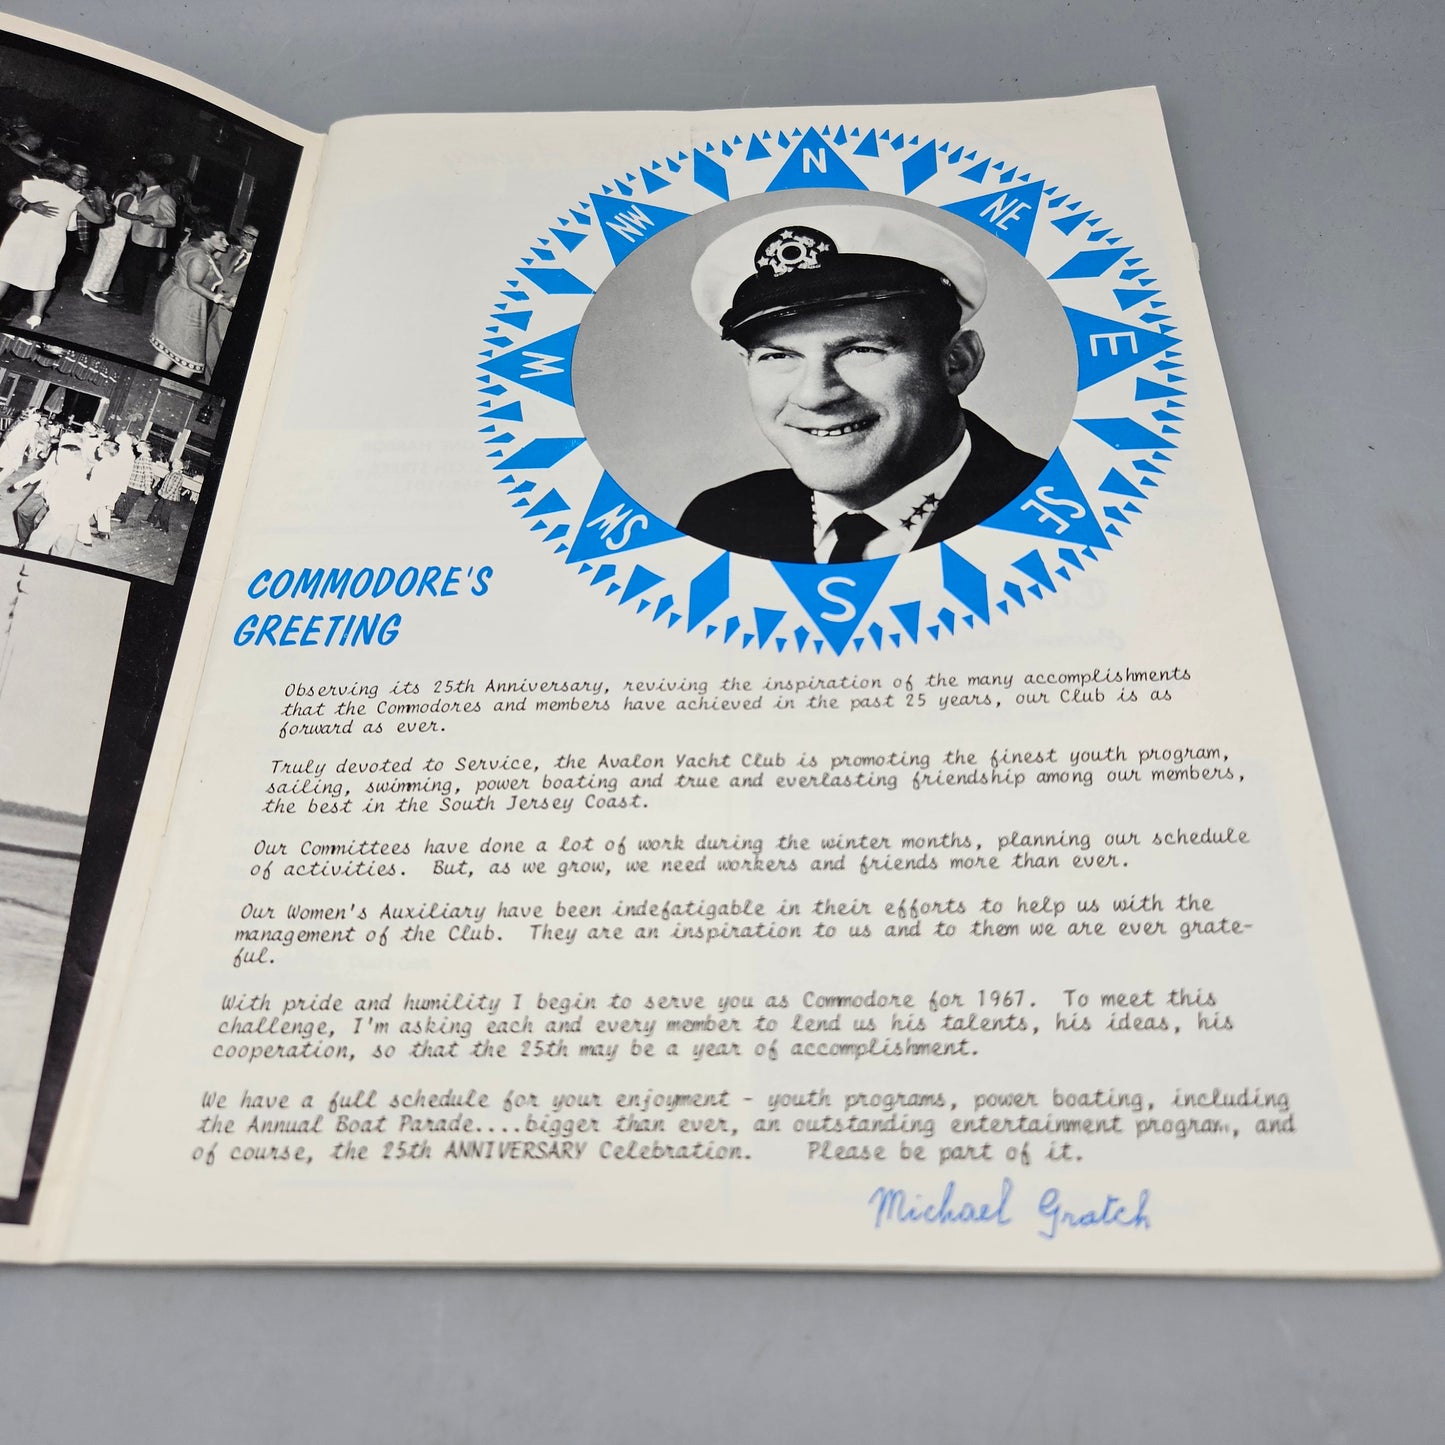 N
NW
NE
W
E
SW
SE
S
COMMODORE'S
GREETING
Observing its 25th Anniversary, reviving the inspiration of the many accomplishments
that the Commodores and members have achieved in the past 25 years, our Club is as
forward as ever.
Truly devoted to Service, the Avalon Yacht Club is promoting the finest youth program,
sailing, swimming, power boating and true and everlasting friendship among our members,
the best in the South Jersey Coast.
Our Committees have done a lot of work during the winter months, planning our schedule
of activities. But, as we grow, we need workers and friends more than ever.
Our Women's Auxiliary have been indefatigable in their efforts to help us with the
management of the Club. They are an inspiration to us and to them we are ever grate-
ful.
With pride and humility I begin to serve you as Commodore for 1967. To meet this
challenge, I'm asking each and every member to lend us his talents, his ideas, his
cooperation, so that the 25th may be a year of accomplishment.
We have a full schedule for your enjoyment - youth programs, power boating, including
the Annual Boat Parade....bigger than ever, an outstanding entertainment program, and
of course, the 25th ANNIVERSARY Celebration. Please be part of it.
Michael Gratch